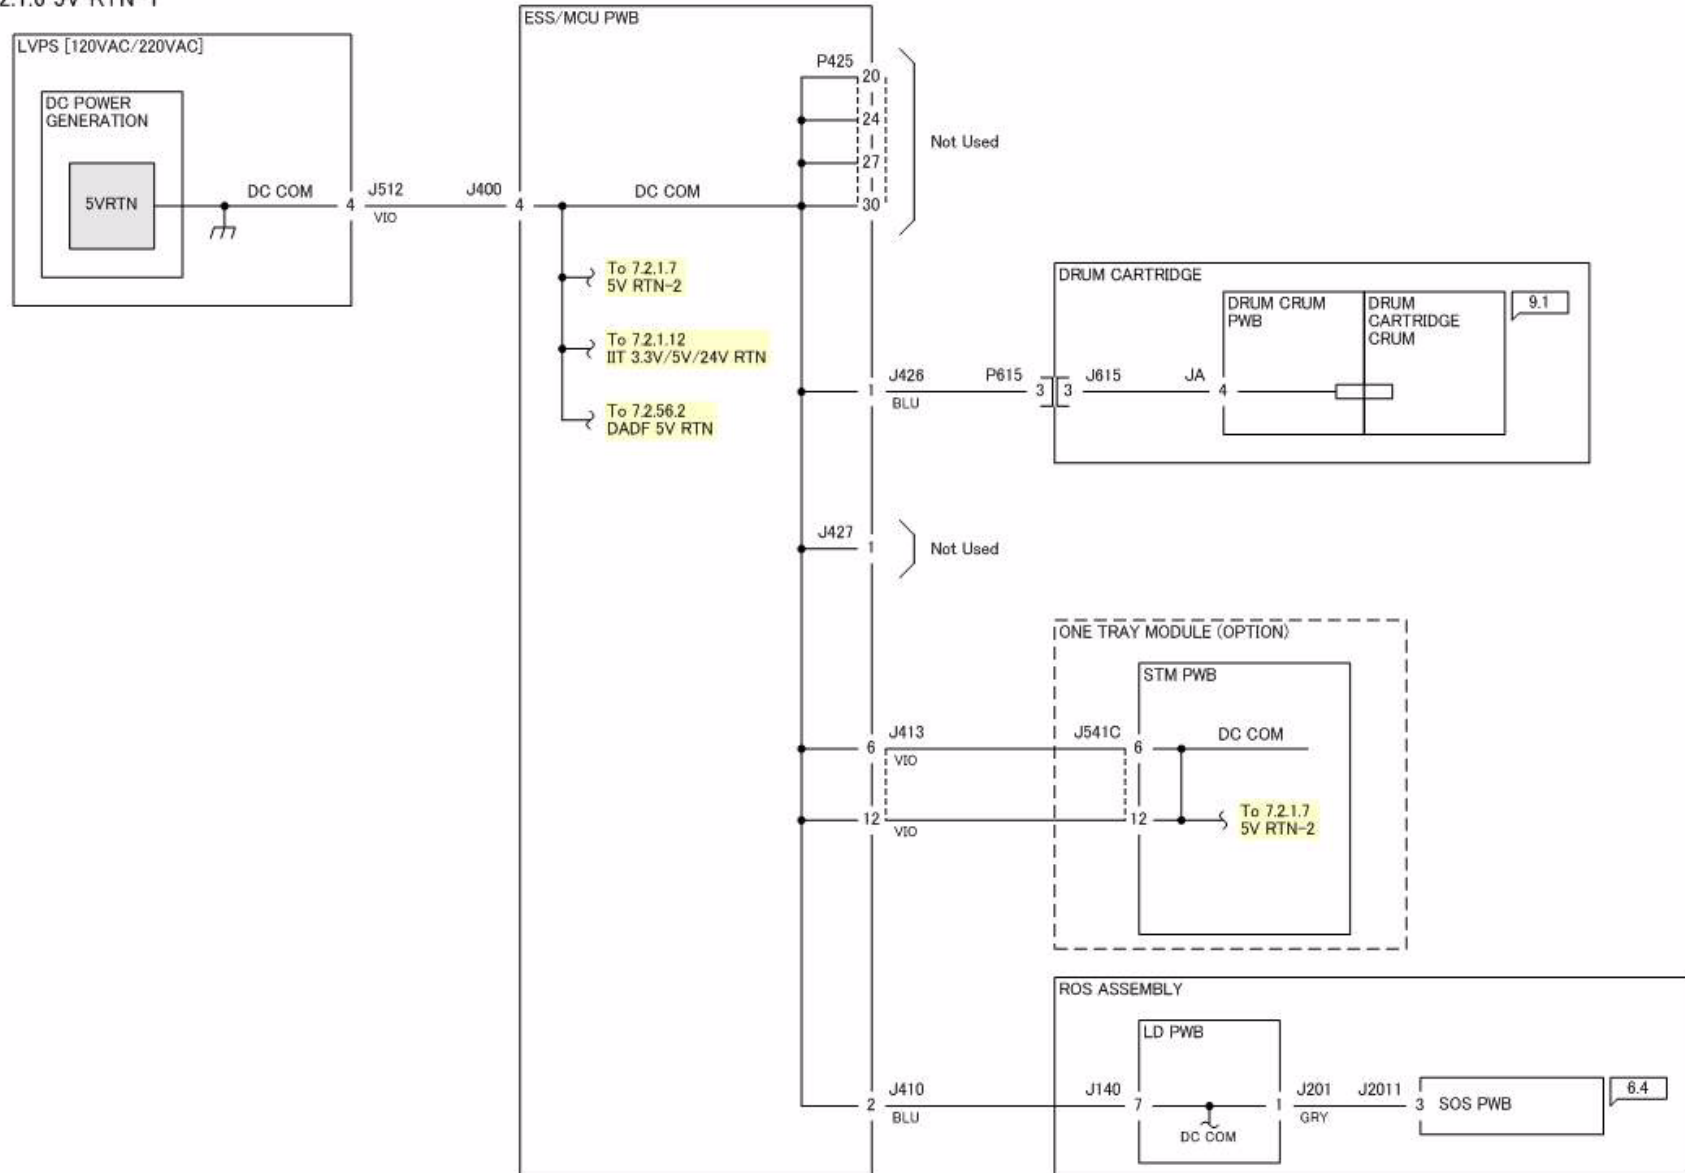 5V RTN-1
ESS/MCU PWB
LVPS [120VAC/220VAC]
DC POWER
GENERATION
5VRTN
DC COM
4
J512
VIO
J400
4
DC COM
P425
20
24
27
30
Not Used
To 7.2.1.7
5V RTN-2
To 7.2.1.12
IIT 3.3V/5V/24V RTN
To 7.2.56.2
DADF 5V RTN
DRUM CARTRIDGE
DRUM CRUM
PWB
DRUM
CARTRIDGE
CRUM
9.1
1
J426
BLU
P615
3
3
J615
JA
4
J427
1
Not Used
ONE TRAY MODULE (OPTION)
STM PWB
6
J413
VIO
J541C
6
DC COM
12
VIO
12
To 7.2.1.7
5V RTN-2
ROS ASSEMBLY
LD PWB
2
J410
BLU
J140
7
DC COM
1
J201
GRY
J2011
3
SOS PWB
6.4